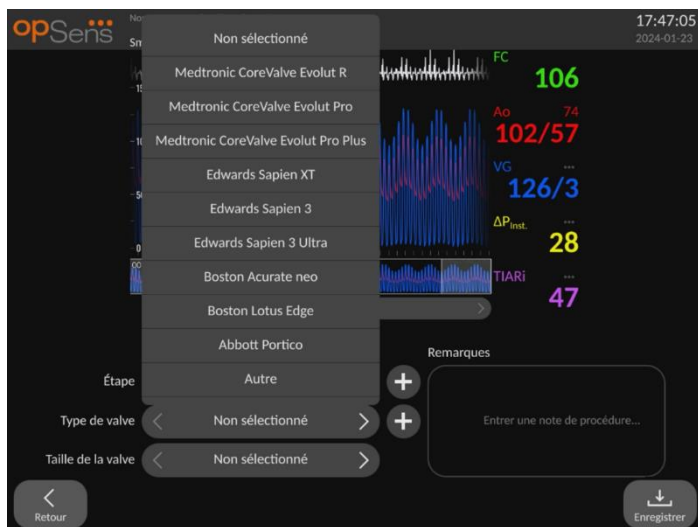 opSens
No
17:47:05
Sm
2024-01-23
Non sélectionné
Medtronic CoreValve Evolut R
Medtronic CoreValve Evolut Pro
Medtronic CoreValve Evolut Pro Plus
Edwards Sapien XT
Edwards Sapien 3
Edwards Sapien 3 Ultra
Boston Acurate neo
Boston Lotus Edge
Abbott Portico
Autre
FC
106
Ao 74
102/57
VG ---
126/3
ΔPInst. ---
28
TIARi ---
47
Étape
Type de valve
Non sélectionné
Taille de la valve
Non sélectionné
Remarques
Entrer une note de procédure...
Retour
Enregistrer